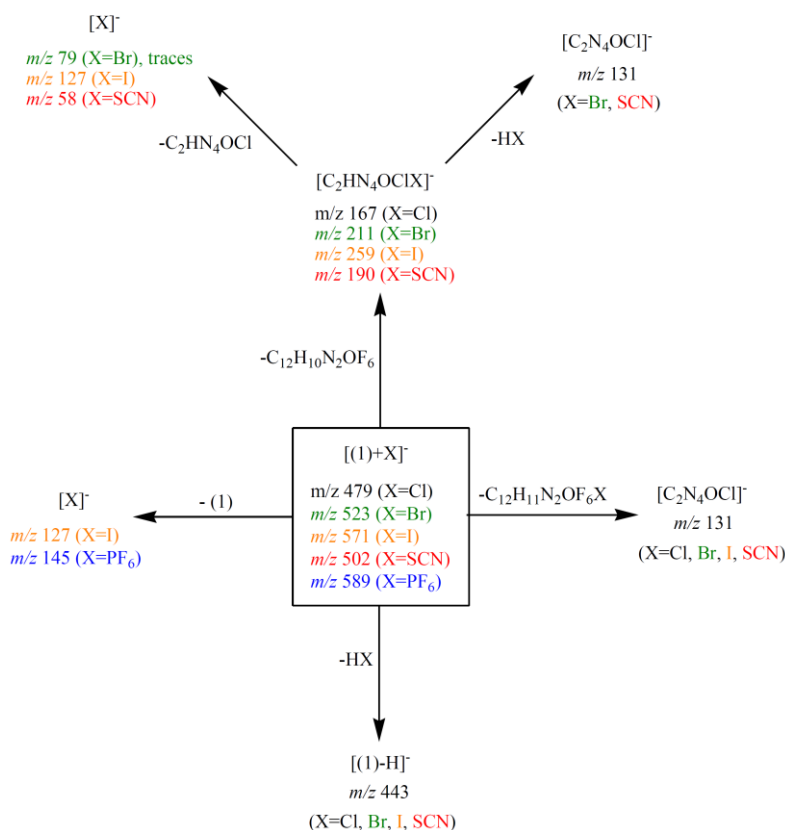 [X]⁻
m/z 79 (X=Br), traces
m/z 127 (X=I)
m/z 58 (X=SCN)
[C₂N₄OCl]⁻
m/z 131
(X=Br, SCN)
-C₂HN₄OCl
-HX
[C₂HN₄OClX]⁻
m/z 167 (X=Cl)
m/z 211 (X=Br)
m/z 259 (X=I)
m/z 190 (X=SCN)
-C₁₂H₁₀N₂OF₆
[X]⁻
m/z 127 (X=I)
m/z 145 (X=PF₆)
- (1)
[(1)+X]⁻
m/z 479 (X=Cl)
m/z 523 (X=Br)
m/z 571 (X=I)
m/z 502 (X=SCN)
m/z 589 (X=PF₆)
-C₁₂H₁₁N₂OF₆X
[C₂N₄OCl]⁻
m/z 131
(X=Cl, Br, I, SCN)
-HX
[(1)-H]⁻
m/z 443
(X=Cl, Br, I, SCN)